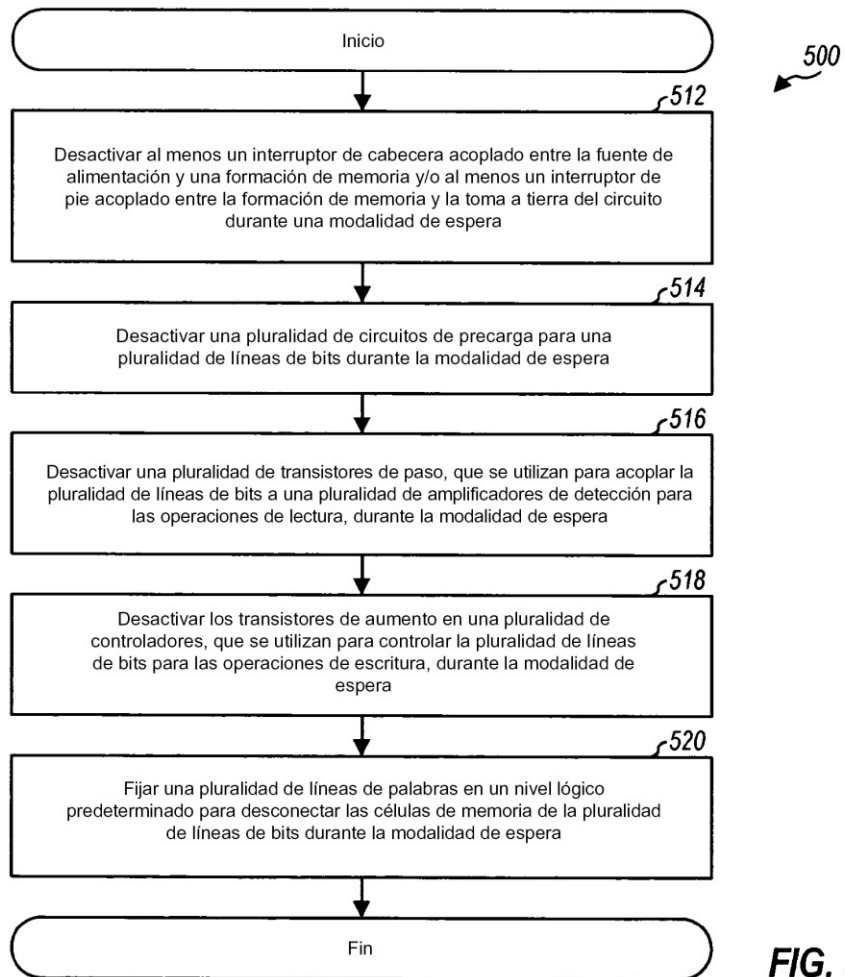 Inicio
500
512
Desactivar al menos un interruptor de cabecera acoplado entre la fuente de
alimentación y una formación de memoria y/o al menos un interruptor de
pie acoplado entre la formación de memoria y la toma a tierra del circuito
durante una modalidad de espera
514
Desactivar una pluralidad de circuitos de precarga para una
pluralidad de líneas de bits durante la modalidad de espera
516
Desactivar una pluralidad de transistores de paso, que se utilizan para acoplar la
pluralidad de líneas de bits a una pluralidad de amplificadores de detección para
las operaciones de lectura, durante la modalidad de espera
518
Desactivar los transistores de aumento en una pluralidad de
controladores, que se utilizan para controlar la pluralidad de líneas
de bits para las operaciones de escritura, durante la modalidad de
espera
520
Fijar una pluralidad de líneas de palabras en un nivel lógico
predeterminado para desconectar las células de memoria de la pluralidad
de líneas de bits durante la modalidad de espera
Fin
FIG.